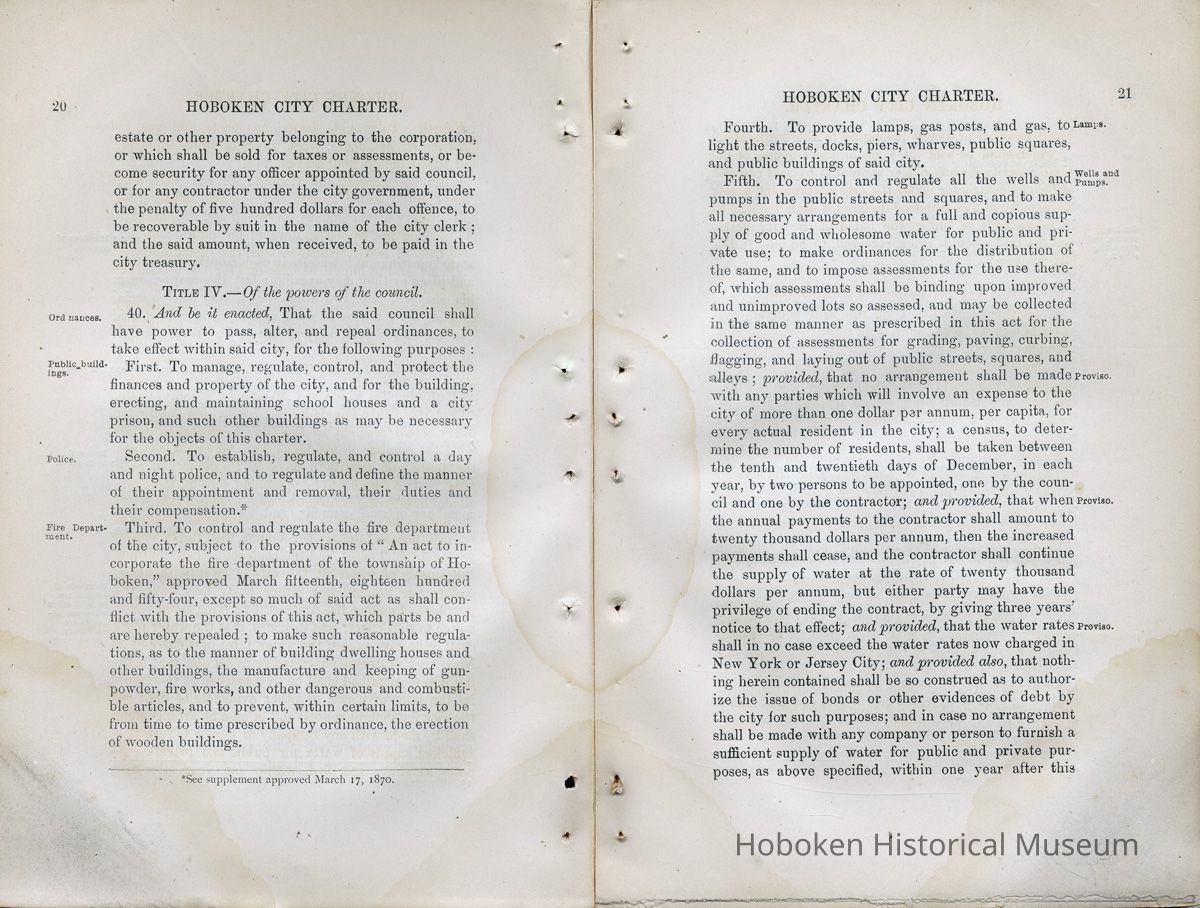 20
HOBOKEN CITY CHARTER.
estate or other property belonging to the corporation,
or which shall be sold for taxes or assessments, or be-
come security for any officer appointed by said council,
or for any contractor under the city government, under
the penalty of five hundred dollars for each offence, to
be recoverable by suit in the name of the city clerk ;
and the said amount, when received, to be paid in the
city treasury.
TITLE IV.—Of the powers of the council.
Ord nances.
40. And be it enacted, That the said council shall
have power to pass, alter, and repeal ordinances, to
take effect within said city, for the following purposes :
Public build-
ings.
First. To manage, regulate, control, and protect the
finances and property of the city, and for the building,
erecting, and maintaining school houses and a city
prison, and such other buildings as may be necessary
for the objects of this charter.
Police.
Second. To establish, regulate, and control a day
and night police, and to regulate and define the manner
of their appointment and removal, their duties and
their compensation.*
Fire Depart-
ment.
Third. To control and regulate the fire department
of the city, subject to the provisions of " An act to in-
corporate the fire department of the township of Ho-
boken," approved March fifteenth, eighteen hundred
and fifty-four, except so much of said act as shall con-
flict with the provisions of this act, which parts be and
are hereby repealed ; to make such reasonable regula-
tions, as to the manner of building dwelling houses and
other buildings, the manufacture and keeping of gun-
powder, fire works, and other dangerous and combusti-
ble articles, and to prevent, within certain limits, to be
from time to time prescribed by ordinance, the erection
of wooden buildings.
*See supplement approved March 17, 1870.
HOBOKEN CITY CHARTER.
21
Fourth. To provide lamps, gas posts, and gas, to
Lamps.
light the streets, docks, piers, wharves, public squares,
and public buildings of said city.
Fifth. To control and regulate all the wells and
Wells and
Pumps.
pumps in the public streets and squares, and to make
all necessary arrangements for a full and copious sup-
ply of good and wholesome water for public and pri-
vate use; to make ordinances for the distribution of
the same, and to impose assessments for the use there-
of, which assessments shall be binding upon improved
and unimproved lots so assessed, and may be collected
in the same manner as prescribed in this act for the
collection of assessments for grading, paving, curbing,
flagging, and laying out of public streets, squares, and
alleys ; provided, that no arrangement shall be made
Proviso.
with any parties which will involve an expense to the
city of more than one dollar per annum, per capita, for
every actual resident in the city; a census, to deter-
mine the number of residents, shall be taken between
the tenth and twentieth days of December, in each
year, by two persons to be appointed, one by the coun-
cil and one by the contractor; and provided, that when
Proviso.
the annual payments to the contractor shall amount to
twenty thousand dollars per annum, then the increased
payments shall cease, and the contractor shall continue
the supply of water at the rate of twenty thousand
dollars per annum, but either party may have the
privilege of ending the contract, by giving three years'
notice to that effect; and provided, that the water rates
Proviso.
shall in no case exceed the water rates now charged in
New York or Jersey City; and provided also, that noth-
ing herein contained shall be so construed as to author-
ize the issue of bonds or other evidences of debt by
the city for such purposes; and in case no arrangement
shall be made with any company or person to furnish a
sufficient supply of water for public and private pur-
poses, as above specified, within one year after this
Hoboken Historical Museum